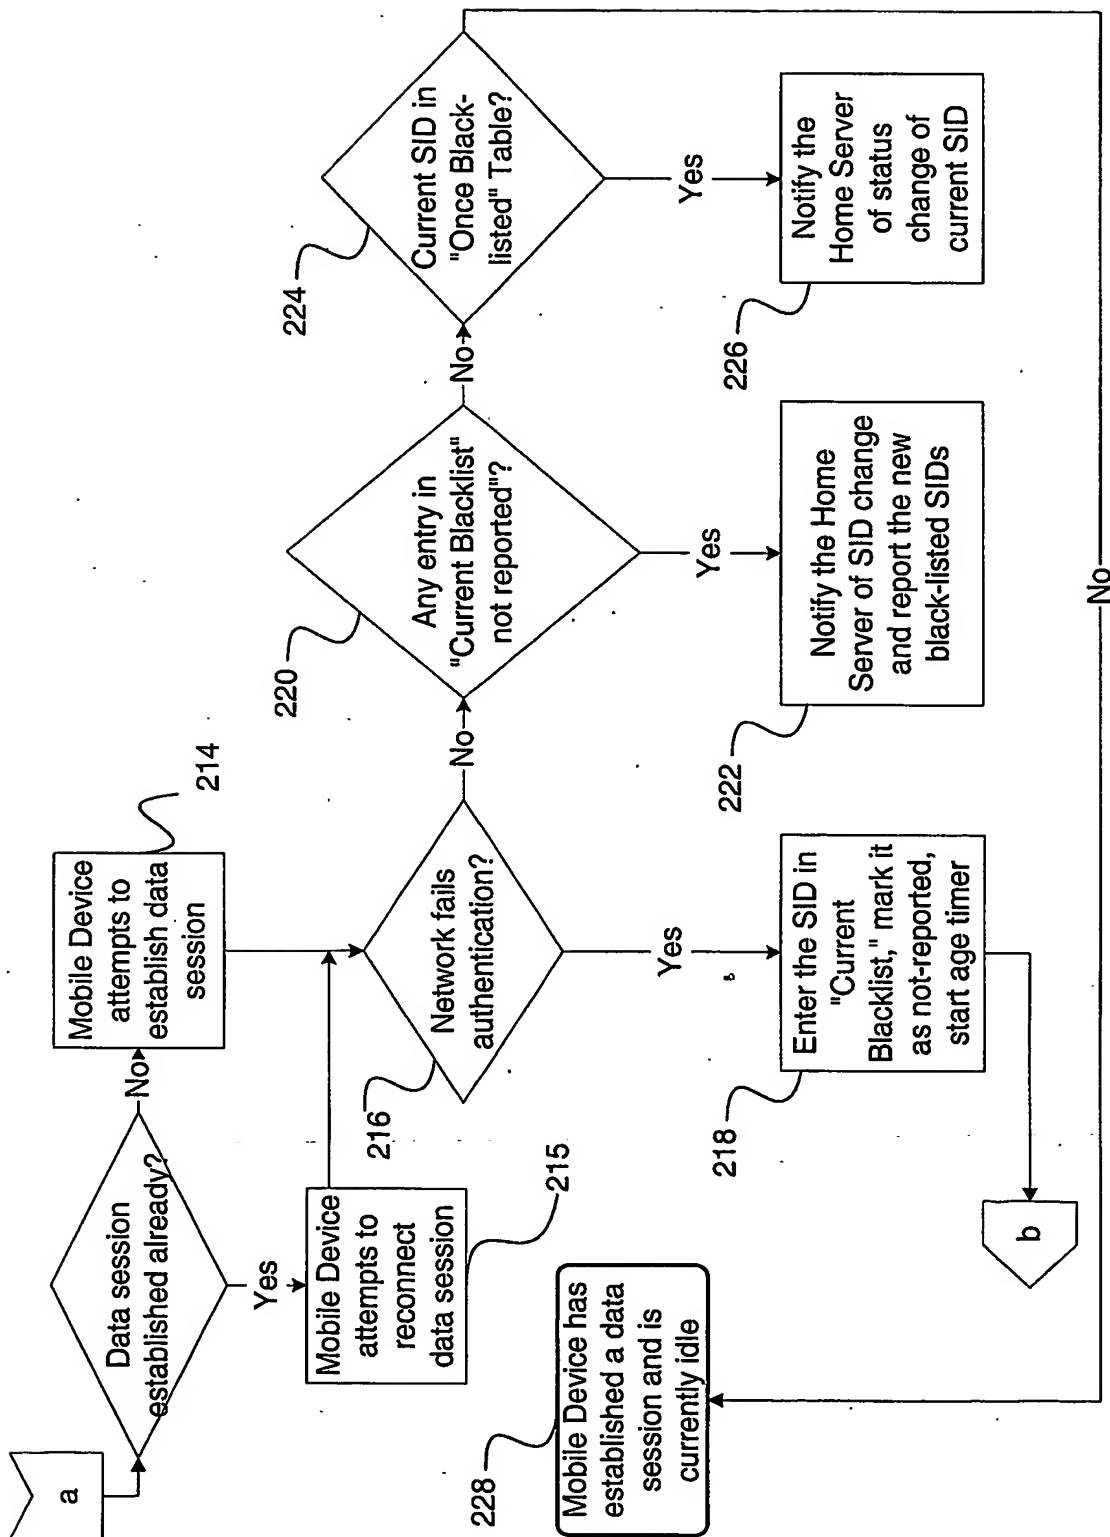 a
Data session
established already?
No
Mobile Device
attempts to
establish data
session
214
Yes
Mobile Device
attempts to
reconnect
data session
215
Network fails
authentication?
216
Yes
Enter the SID in
"Current
Blacklist," mark it
as not-reported,
start age timer
218
b
No
Any entry in
"Current Blacklist"
not reported"?
220
Yes
Notify the Home
Server of SID change
and report the new
black-listed SIDs
222
No
Current SID in
"Once Black-
listed" Table?
224
Yes
Notify the
Home Server
of status
change of
current SID
226
No
Mobile Device has
established a data
session and is
currently idle
228